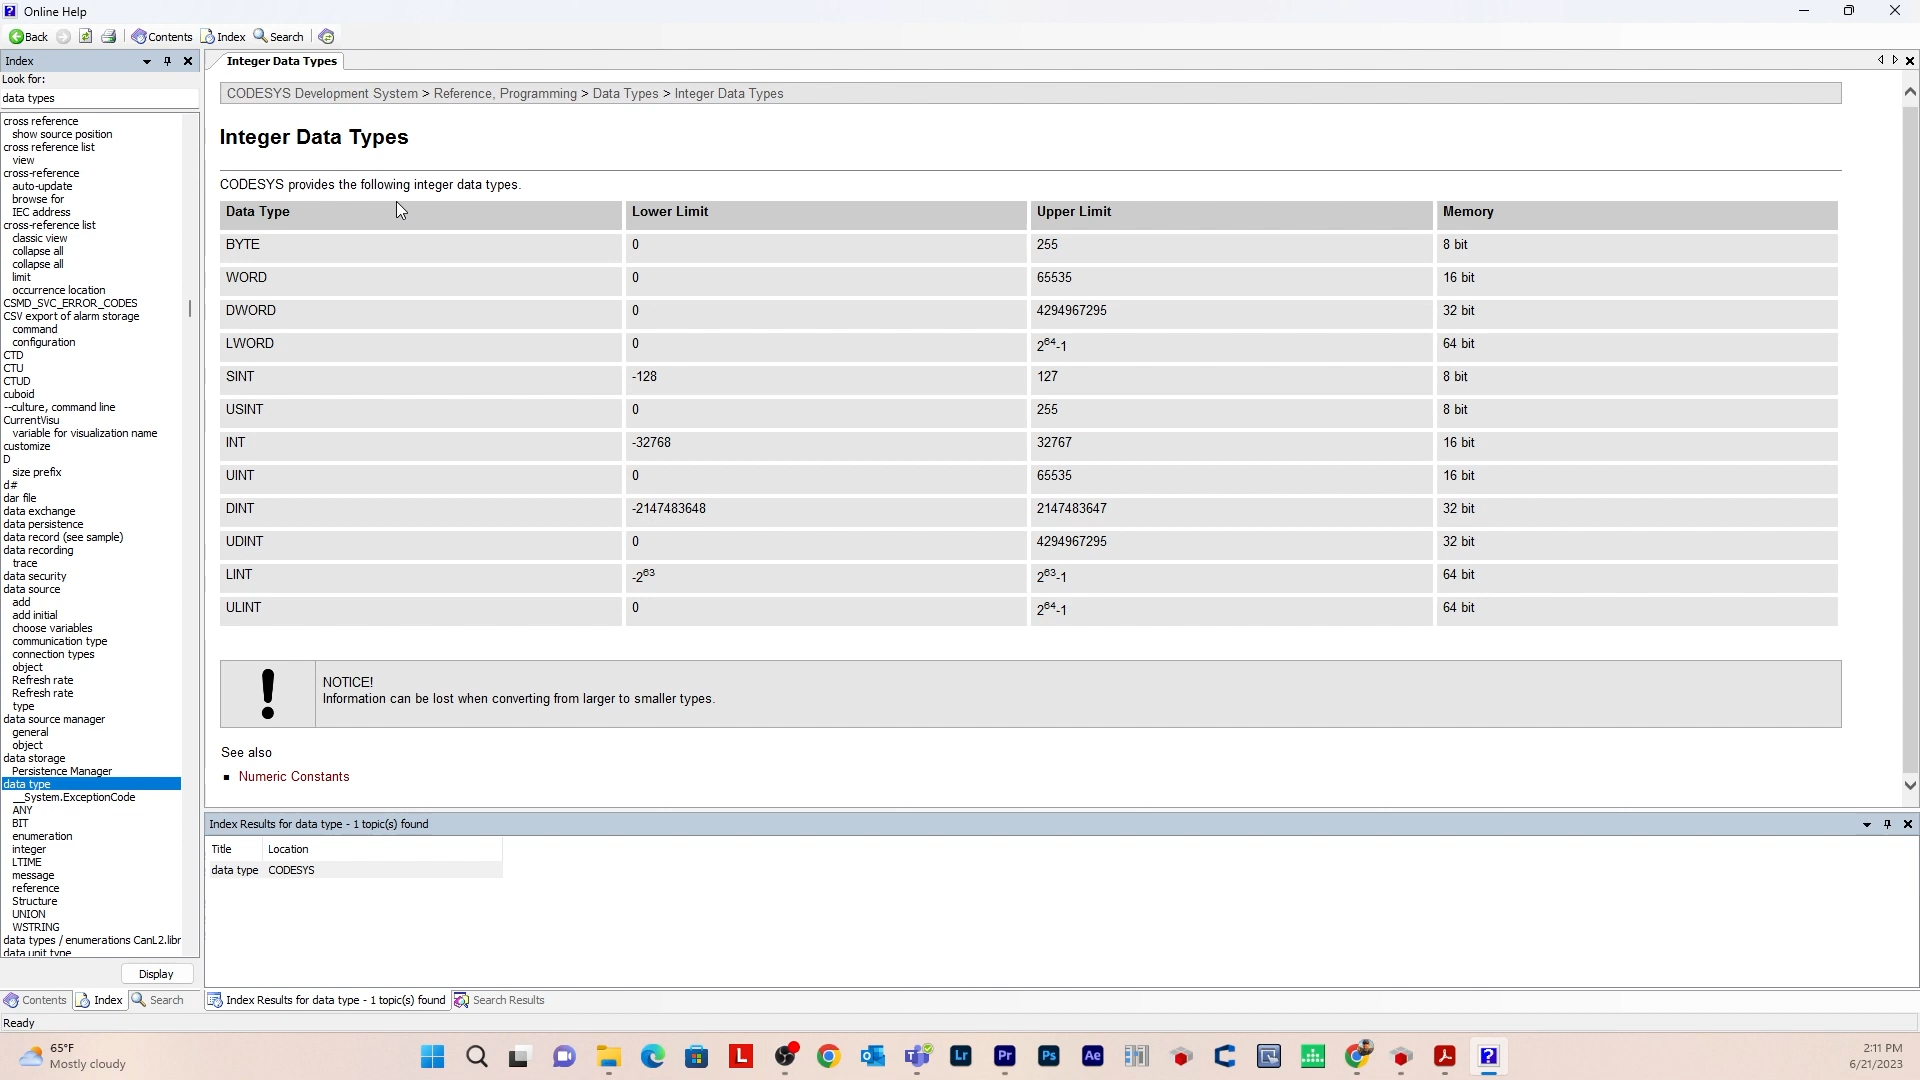 Online Help
Back Contents Index Search
Index
Look for:
data types
cross reference
show source position
cross reference list
view
cross-reference
auto-update
browse for
IEC address
cross-reference list
classic view
collapse all
collapse all
limit
occurrence location
CSMD_SVC_ERROR_CODES
CSV export of alarm storage
command
configuration
CTD
CTU
CTUD
cuboid
--culture, command line
CurrentVisu
variable for visualization name
customize
D
size prefix
d#
dar file
data exchange
data persistence
data record (see sample)
data recording
trace
data security
data source
add
add initial
choose variables
communication type
connection types
object
Refresh rate
Refresh rate
type
data source manager
general
object
data storage
Persistence Manager
data type
__System.ExceptionCode
ANY
BIT
enumeration
integer
LTIME
message
reference
Structure
UNION
WSTRING
data types / enumerations CanL2.libr
data unit type
Display
Contents Index Search
Integer Data Types
CODESYS Development System > Reference, Programming > Data Types > Integer Data Types
Integer Data Types
CODESYS provides the following integer data types.
Data Type Lower Limit Upper Limit Memory
BYTE 0 255 8 bit
WORD 0 65535 16 bit
DWORD 0 4294967295 32 bit
LWORD 0 2⁶⁴-1 64 bit
SINT -128 127 8 bit
USINT 0 255 8 bit
INT -32768 32767 16 bit
UINT 0 65535 16 bit
DINT -2147483648 2147483647 32 bit
UDINT 0 4294967295 32 bit
LINT -2⁶³ 2⁶³-1 64 bit
ULINT 0 2⁶⁴-1 64 bit
NOTICE!
Information can be lost when converting from larger to smaller types.
See also
Numeric Constants
Index Results for data type - 1 topic(s) found
Title Location
data type CODESYS
Index Results for data type - 1 topic(s) found Search Results
Ready
65°F
Mostly cloudy
L Lrc Pr Ps Ae
2:11 PM
6/21/2023